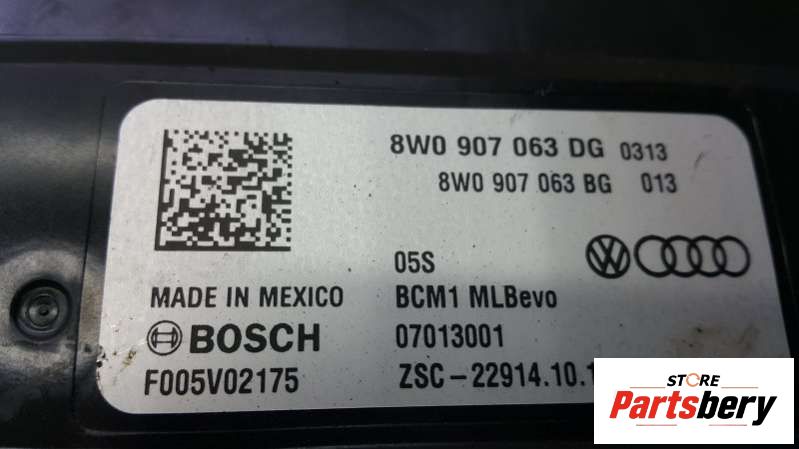 8W0 907 063 DG 0313
8W0 907 063 BG 013
05S
MADE IN MEXICO BCM1 MLBevo
BOSCH 07013001
F005V02175 ZSC-22914.10.1
STORE
Partsbery